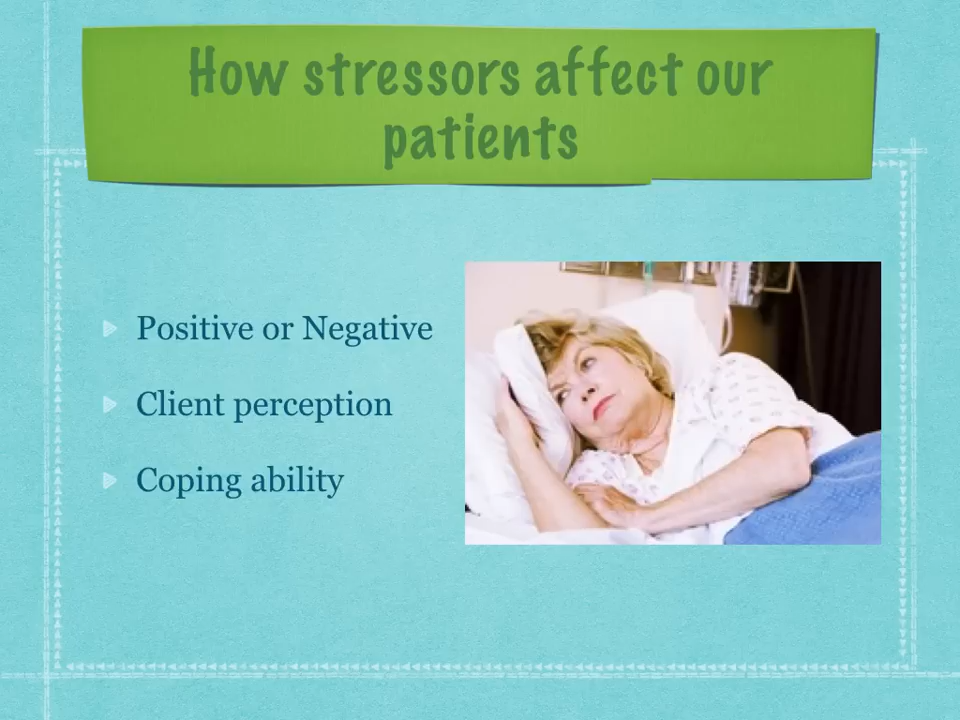 How stressors affect our
patients
Positive or Negative
Client perception
Coping ability